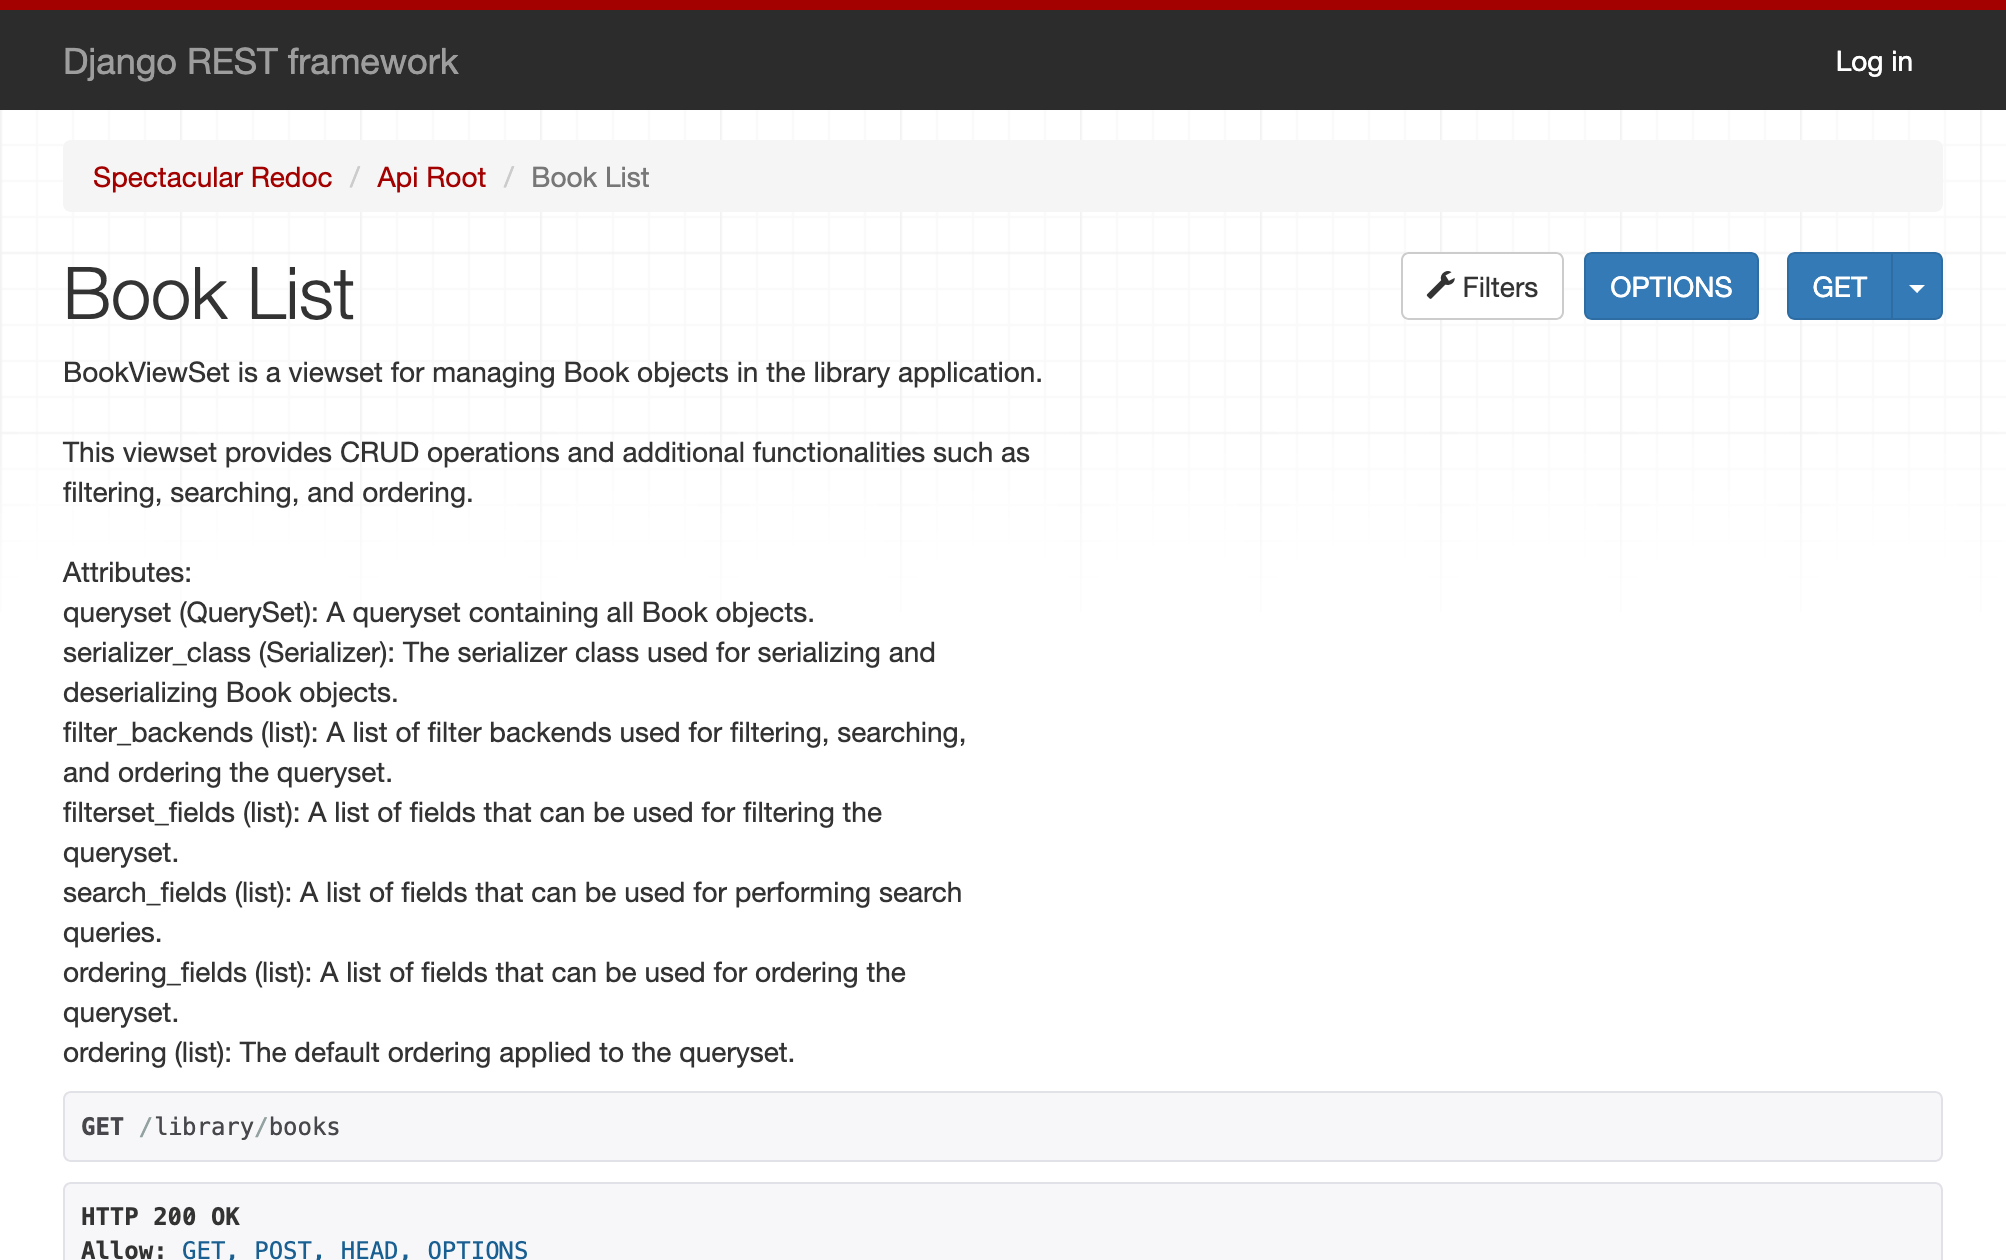 Django REST framework
Log in
Spectacular Redoc / Api Root / Book List
Book List
Filters
OPTIONS
GET
BookViewSet is a viewset for managing Book objects in the library application.
This viewset provides CRUD operations and additional functionalities such as
filtering, searching, and ordering.
Attributes:
queryset (QuerySet): A queryset containing all Book objects.
serializer_class (Serializer): The serializer class used for serializing and
deserializing Book objects.
filter_backends (list): A list of filter backends used for filtering, searching,
and ordering the queryset.
filterset_fields (list): A list of fields that can be used for filtering the
queryset.
search_fields (list): A list of fields that can be used for performing search
queries.
ordering_fields (list): A list of fields that can be used for ordering the
queryset.
ordering (list): The default ordering applied to the queryset.
GET /library/books
HTTP 200 OK
Allow: GET, POST, HEAD, OPTIONS